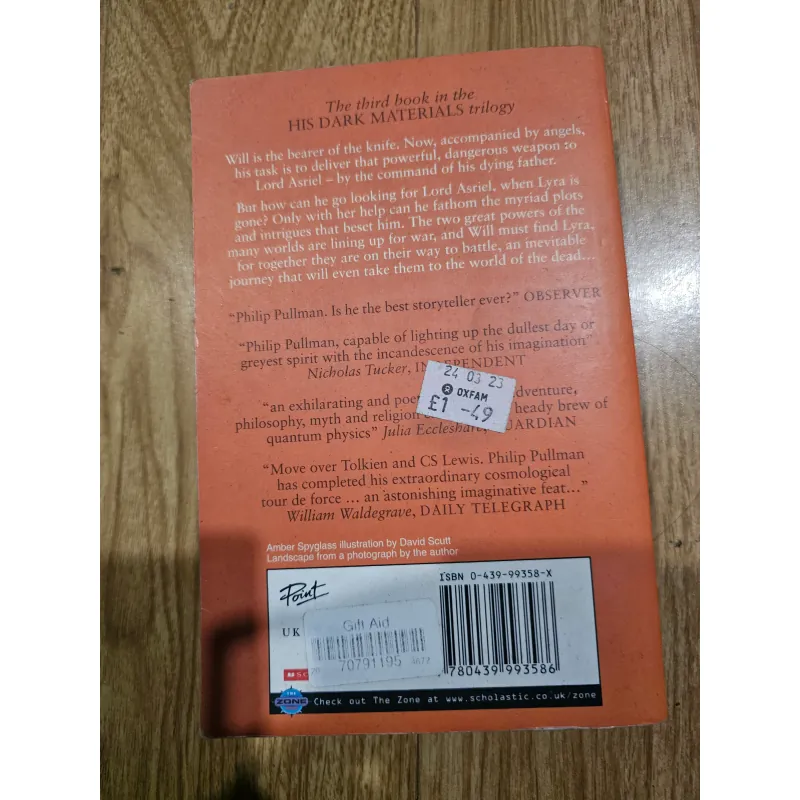 The third book in the
HIS DARK MATERIALS trilogy
Will is the bearer of the knife. Now, accompanied by angels,
his task is to deliver that powerful, dangerous weapon to
Lord Asriel – by the command of his dying father.
But how can he go looking for Lord Asriel, when Lyra is
gone? Only with her help can he fathom the myriad plots
and intrigues that beset him. The two great powers of the
many worlds are lining up for war, and Will must find Lyra,
for together they are on their way to battle, an inevitable
journey that will even take them to the world of the dead...
“Philip Pullman. Is he the best storyteller ever?” OBSERVER
“Philip Pullman, capable of lighting up the dullest day or
greyest spirit with the incandescence of his imagination”
Nicholas Tucker, INDEPENDENT
24 03 23
OXFAM
£1 -49
“an exhilarating and
philosophy, myth and religion heady brew of
quantum physics” Julia
“Move over Tolkien and CS Lewis. Philip Pullman
has completed his extraordinary cosmological
tour de force ... an astonishing imaginative feat...”
William Waldegrave, DAILY TELEGRAPH
Amber Spyglass illustration by David Scutt
Landscape from a photograph by the author
Point
UK
ISBN 0-439-99358-X
Gift Aid
70791195
780439 993586
THE ZONE
Check out The Zone at www.scholastic.co.uk/zone